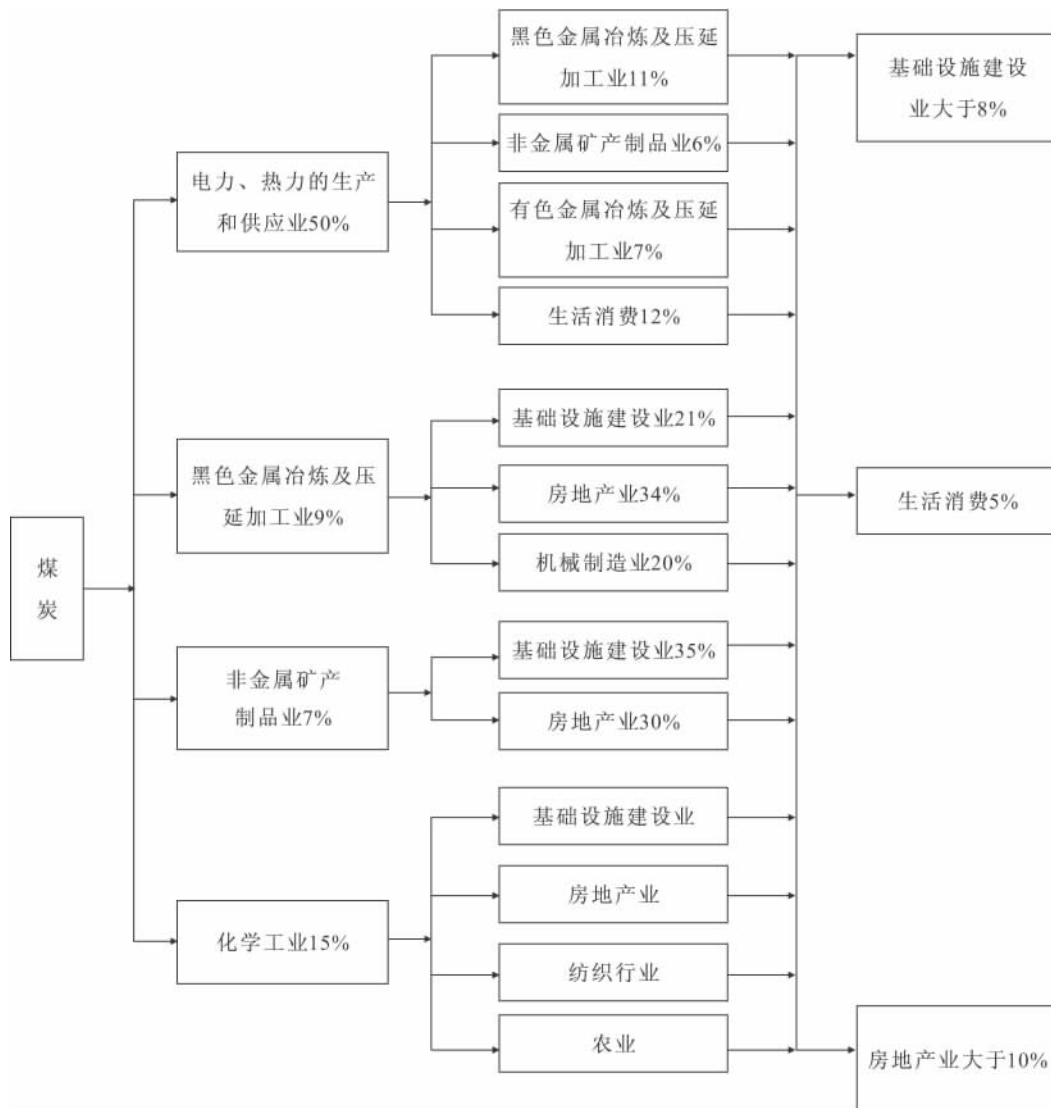 煤
炭
电力、热力的生产
和供应业50%
黑色金属冶炼及压
延加工业9%
非金属矿产
制品业7%
化学工业15%
黑色金属冶炼及压延
加工业11%
非金属矿产制品业6%
有色金属冶炼及压延
加工业7%
生活消费12%
基础设施建设业21%
房地产业34%
机械制造业20%
基础设施建设业35%
房地产业30%
基础设施建设业
房地产业
纺织行业
农业
基础设施建设
业大于8%
生活消费5%
房地产业大于10%